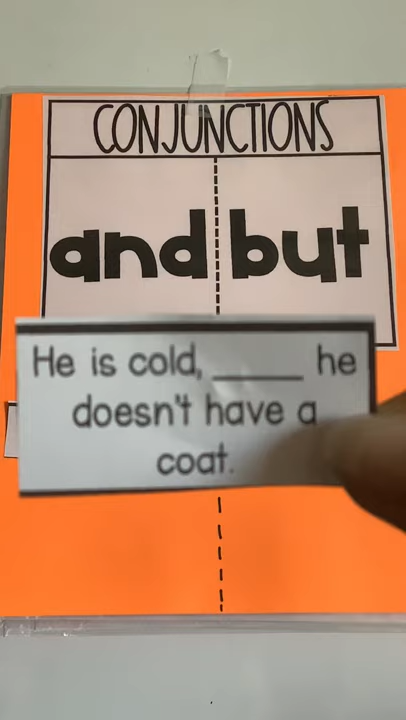 CONJUNCTIONS
and but
He is cold, _____ he
doesn't have a
coat.